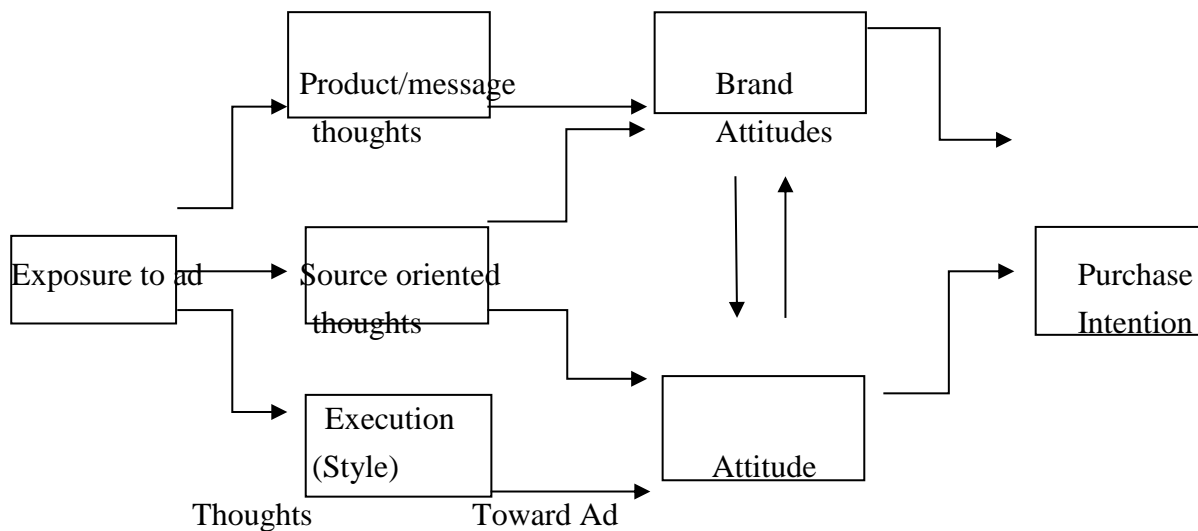 Product/message Brand
thoughts Attitudes
Exposure to ad Source oriented Purchase
thoughts Intention
Execution
(Style) Attitude
Thoughts Toward Ad